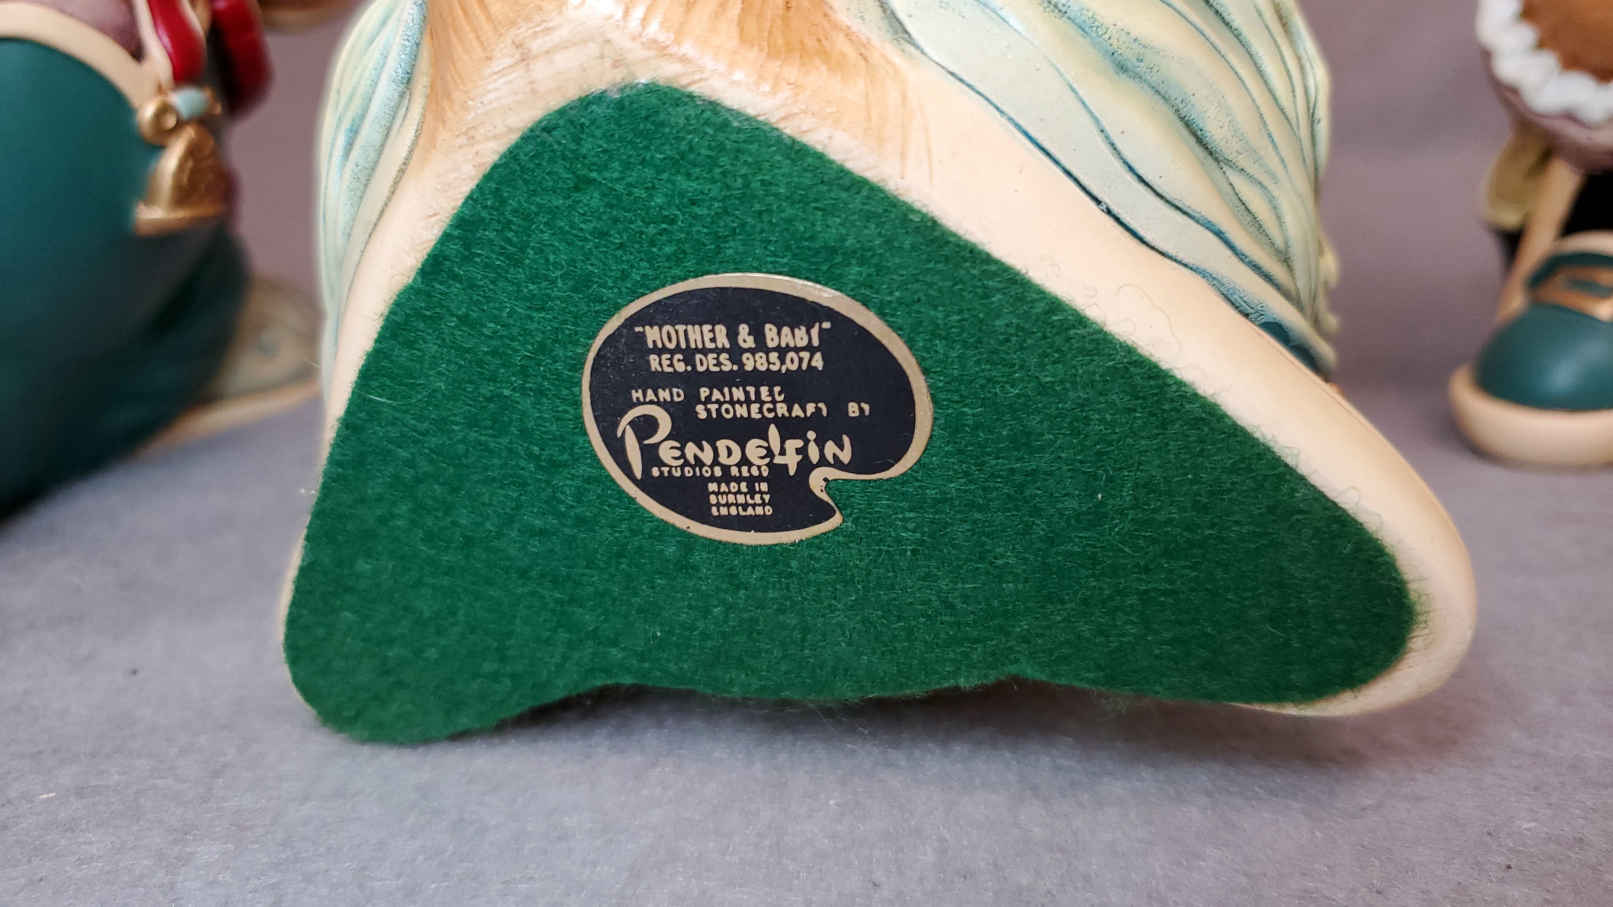 "MOTHER & BABY"
REG. DES. 985,074
HAND PAINTED
STONECRAFT BY
PENDELFIN
STUDIOS REGD
MADE IN
BURNLEY
ENGLAND